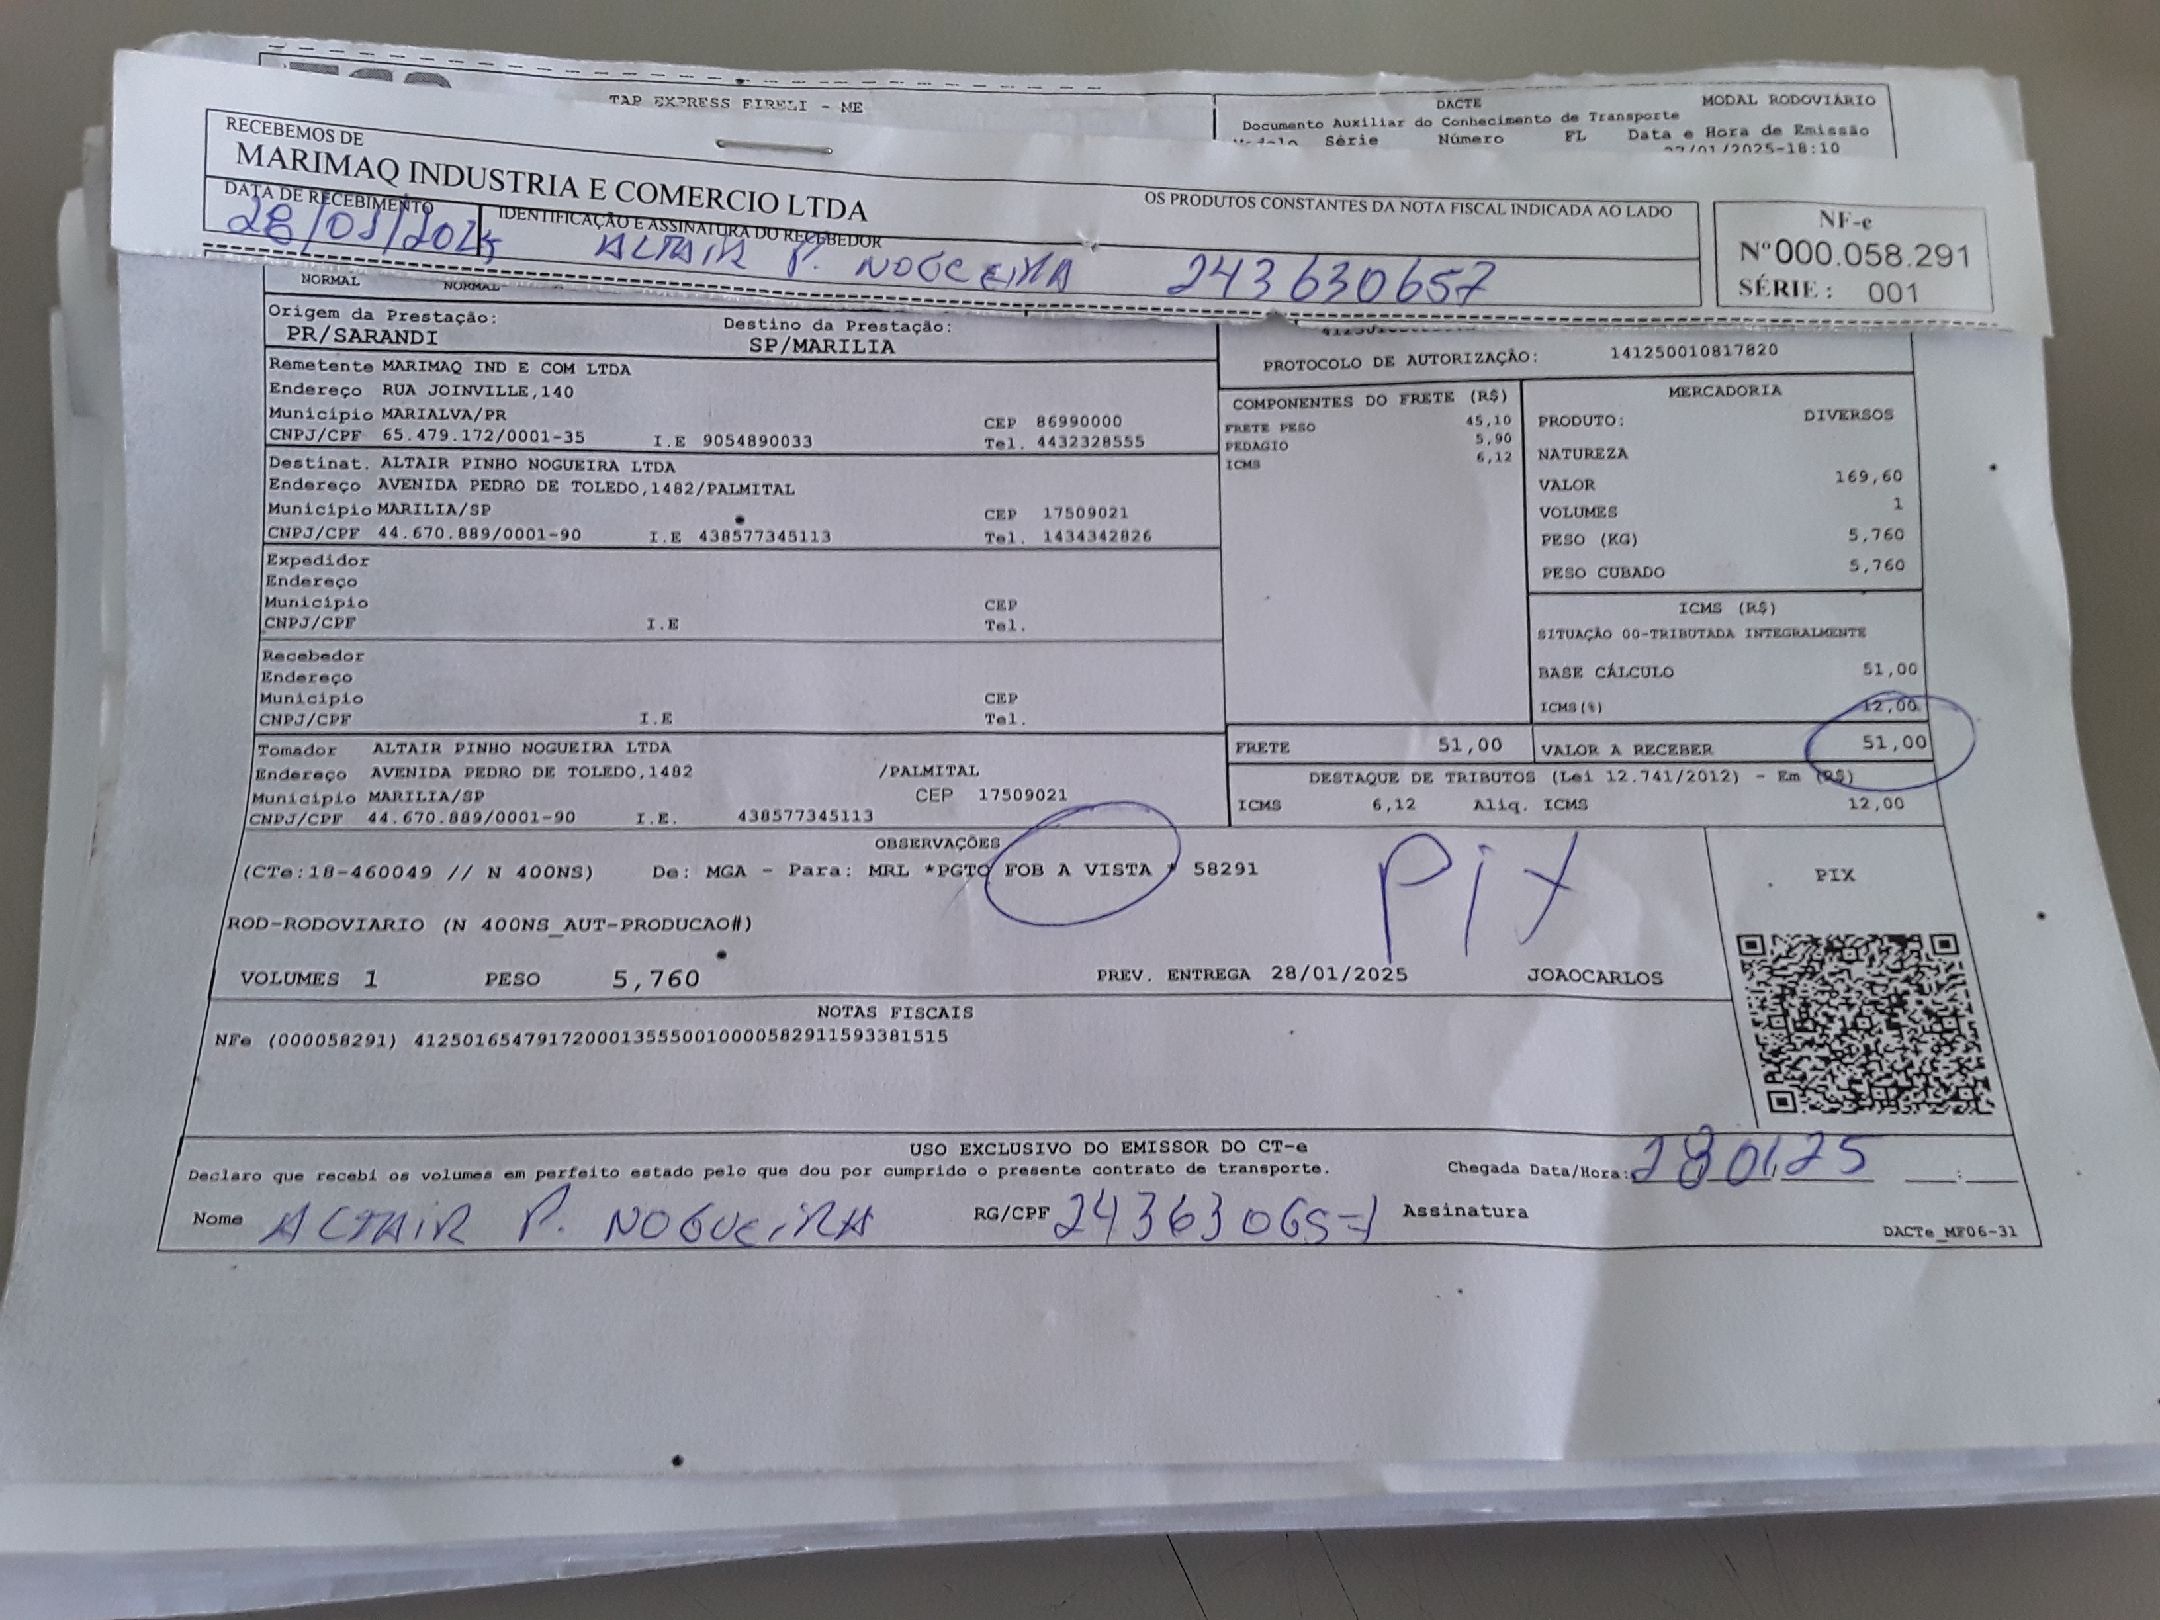 TAP EXPRESS EIRELI - ME
DACTE
MODAL RODOVIÁRIO
Documento Auxiliar do Conhecimento de Transporte
Série Número FL Data e Hora de Emissão
/01/2025-18:10
RECEBEMOS DE
MARIMAQ INDUSTRIA E COMERCIO LTDA
OS PRODUTOS CONSTANTES DA NOTA FISCAL INDICADA AO LADO
DATA DE RECEBIMENTO
28/01/2025
IDENTIFICAÇÃO E ASSINATURA DO RECEBEDOR
ALTAIR P. NOGUEIRA 243630657
NF-e
Nº000.058.291
SÉRIE: 001
NORMAL NORMAL
Origem da Prestação:
PR/SARANDI
Destino da Prestação:
SP/MARILIA
PROTOCOLO DE AUTORIZAÇÃO: 141250010817820
Remetente MARIMAQ IND E COM LTDA
Endereço RUA JOINVILLE,140
Município MARIALVA/PR CEP 86990000
CNPJ/CPF 65.479.172/0001-35 I.E 9054890033 Tel. 4432328555
Destinat. ALTAIR PINHO NOGUEIRA LTDA
Endereço AVENIDA PEDRO DE TOLEDO,1482/PALMITAL
Município MARILIA/SP CEP 17509021
CNPJ/CPF 44.670.889/0001-90 I.E 438577345113 Tel. 1434342826
Expedidor
Endereço
Município CEP
CNPJ/CPF I.E Tel.
Recebedor
Endereço
Município CEP
CNPJ/CPF I.E Tel.
Tomador ALTAIR PINHO NOGUEIRA LTDA
Endereço AVENIDA PEDRO DE TOLEDO,1482 /PALMITAL
Município MARILIA/SP CEP 17509021
CNPJ/CPF 44.670.889/0001-90 I.E. 438577345113
COMPONENTES DO FRETE (R$)
FRETE PESO 45,10
PEDAGIO 5,90
ICMS 6,12
MERCADORIA
PRODUTO: DIVERSOS
NATUREZA
VALOR 169,60
VOLUMES 1
PESO (KG) 5,760
PESO CUBADO 5,760
ICMS (R$)
SITUAÇÃO 00-TRIBUTADA INTEGRALMENTE
BASE CÁLCULO 51,00
ICMS(%) 12,00
FRETE 51,00
VALOR A RECEBER 51,00
DESTAQUE DE TRIBUTOS (Lei 12.741/2012) - Em (R$)
ICMS 6,12 Aliq. ICMS 12,00
OBSERVAÇÕES
(CTe:18-460049 // N 400NS) De: MGA - Para: MRL *PGTO FOB A VISTA * 58291
Pix
PIX
ROD-RODOVIARIO (N 400NS_AUT-PRODUCAO#)
VOLUMES 1 PESO 5,760 PREV. ENTREGA 28/01/2025 JOAOCARLOS
NOTAS FISCAIS
NFe (000058291) 41250165479172000135550010000582911593381515
USO EXCLUSIVO DO EMISSOR DO CT-e
Declaro que recebi os volumes em perfeito estado pelo que dou por cumprido o presente contrato de transporte.
Chegada Data/Hora: 280125
Nome ALTAIR P. NOGUEIRA RG/CPF 243630657 Assinatura
DACTe_MF06-31